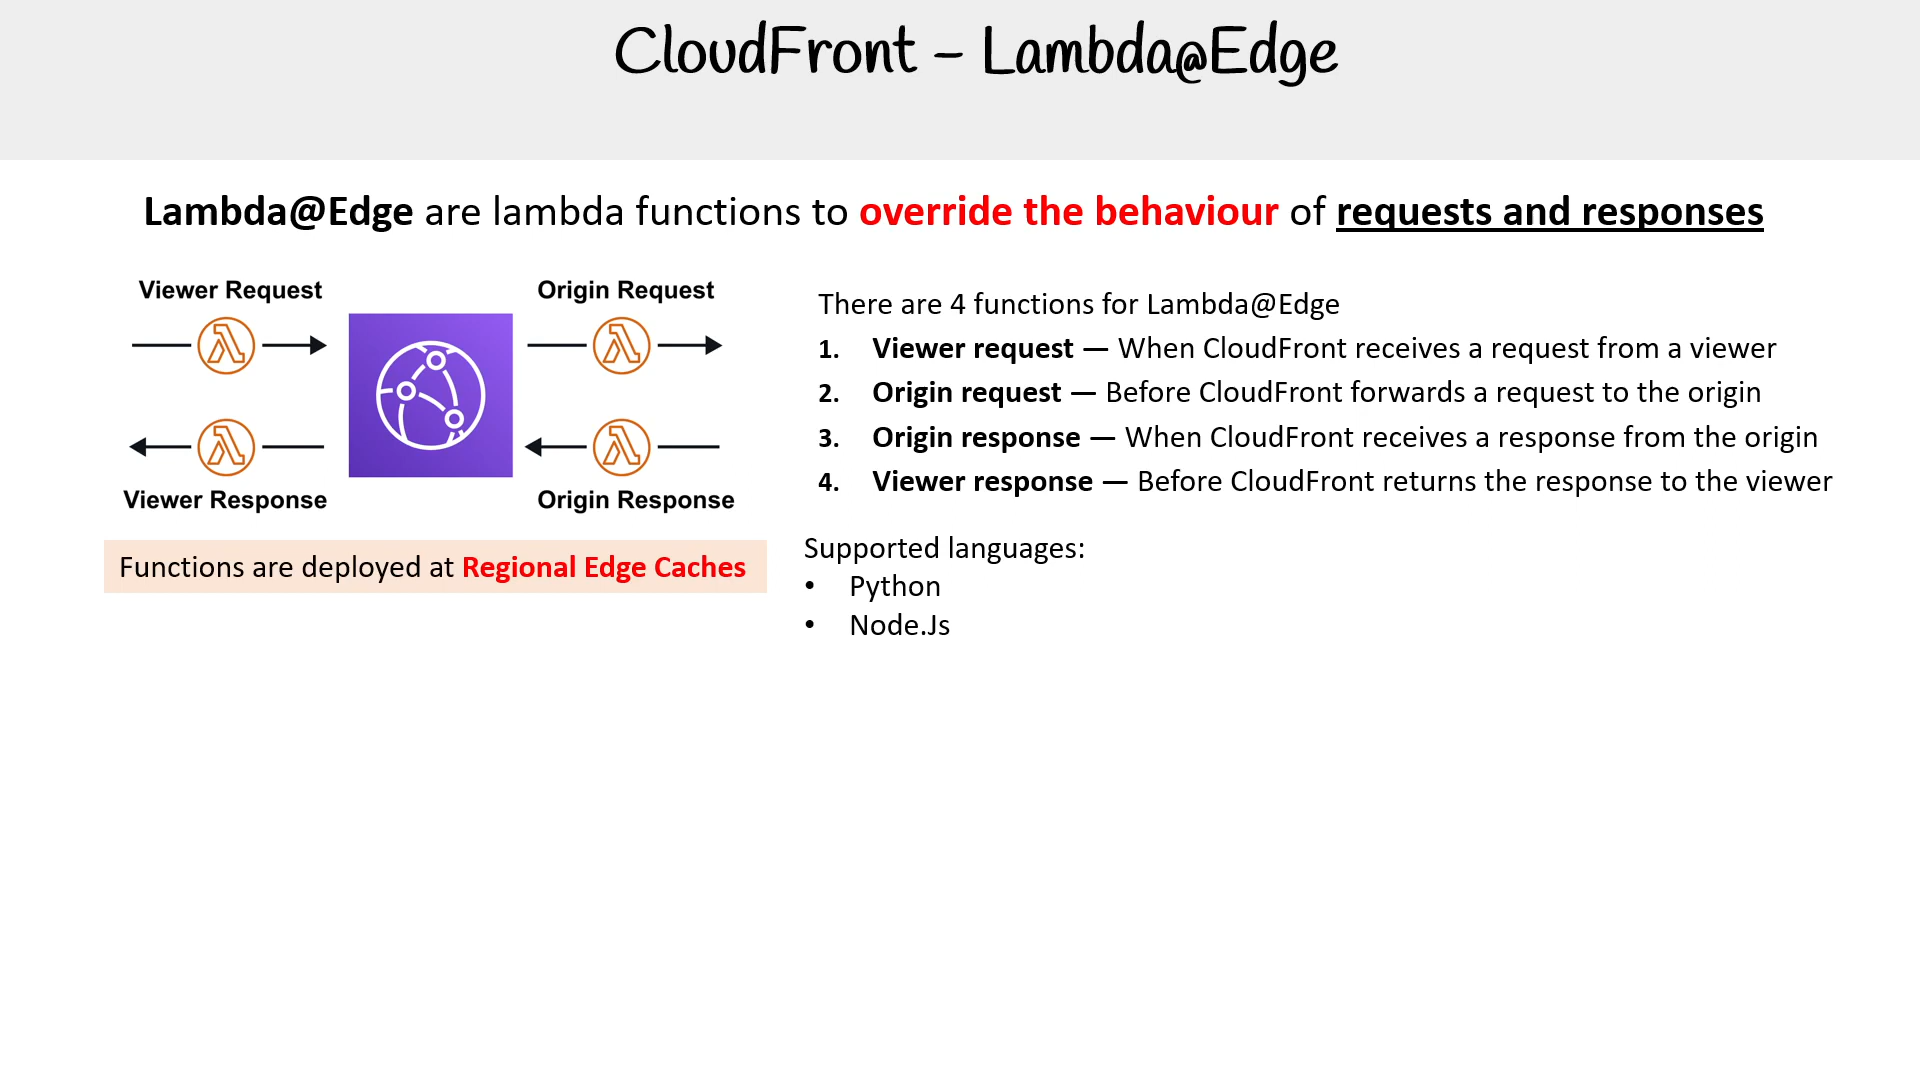 CloudFront – Lambda@Edge
Lambda@Edge are lambda functions to override the behaviour of requests and responses
Viewer Request
Origin Request
Viewer Response
Origin Response
Functions are deployed at Regional Edge Caches
There are 4 functions for Lambda@Edge
1. Viewer request — When CloudFront receives a request from a viewer
2. Origin request — Before CloudFront forwards a request to the origin
3. Origin response — When CloudFront receives a response from the origin
4. Viewer response — Before CloudFront returns the response to the viewer
Supported languages:
• Python
• Node.Js